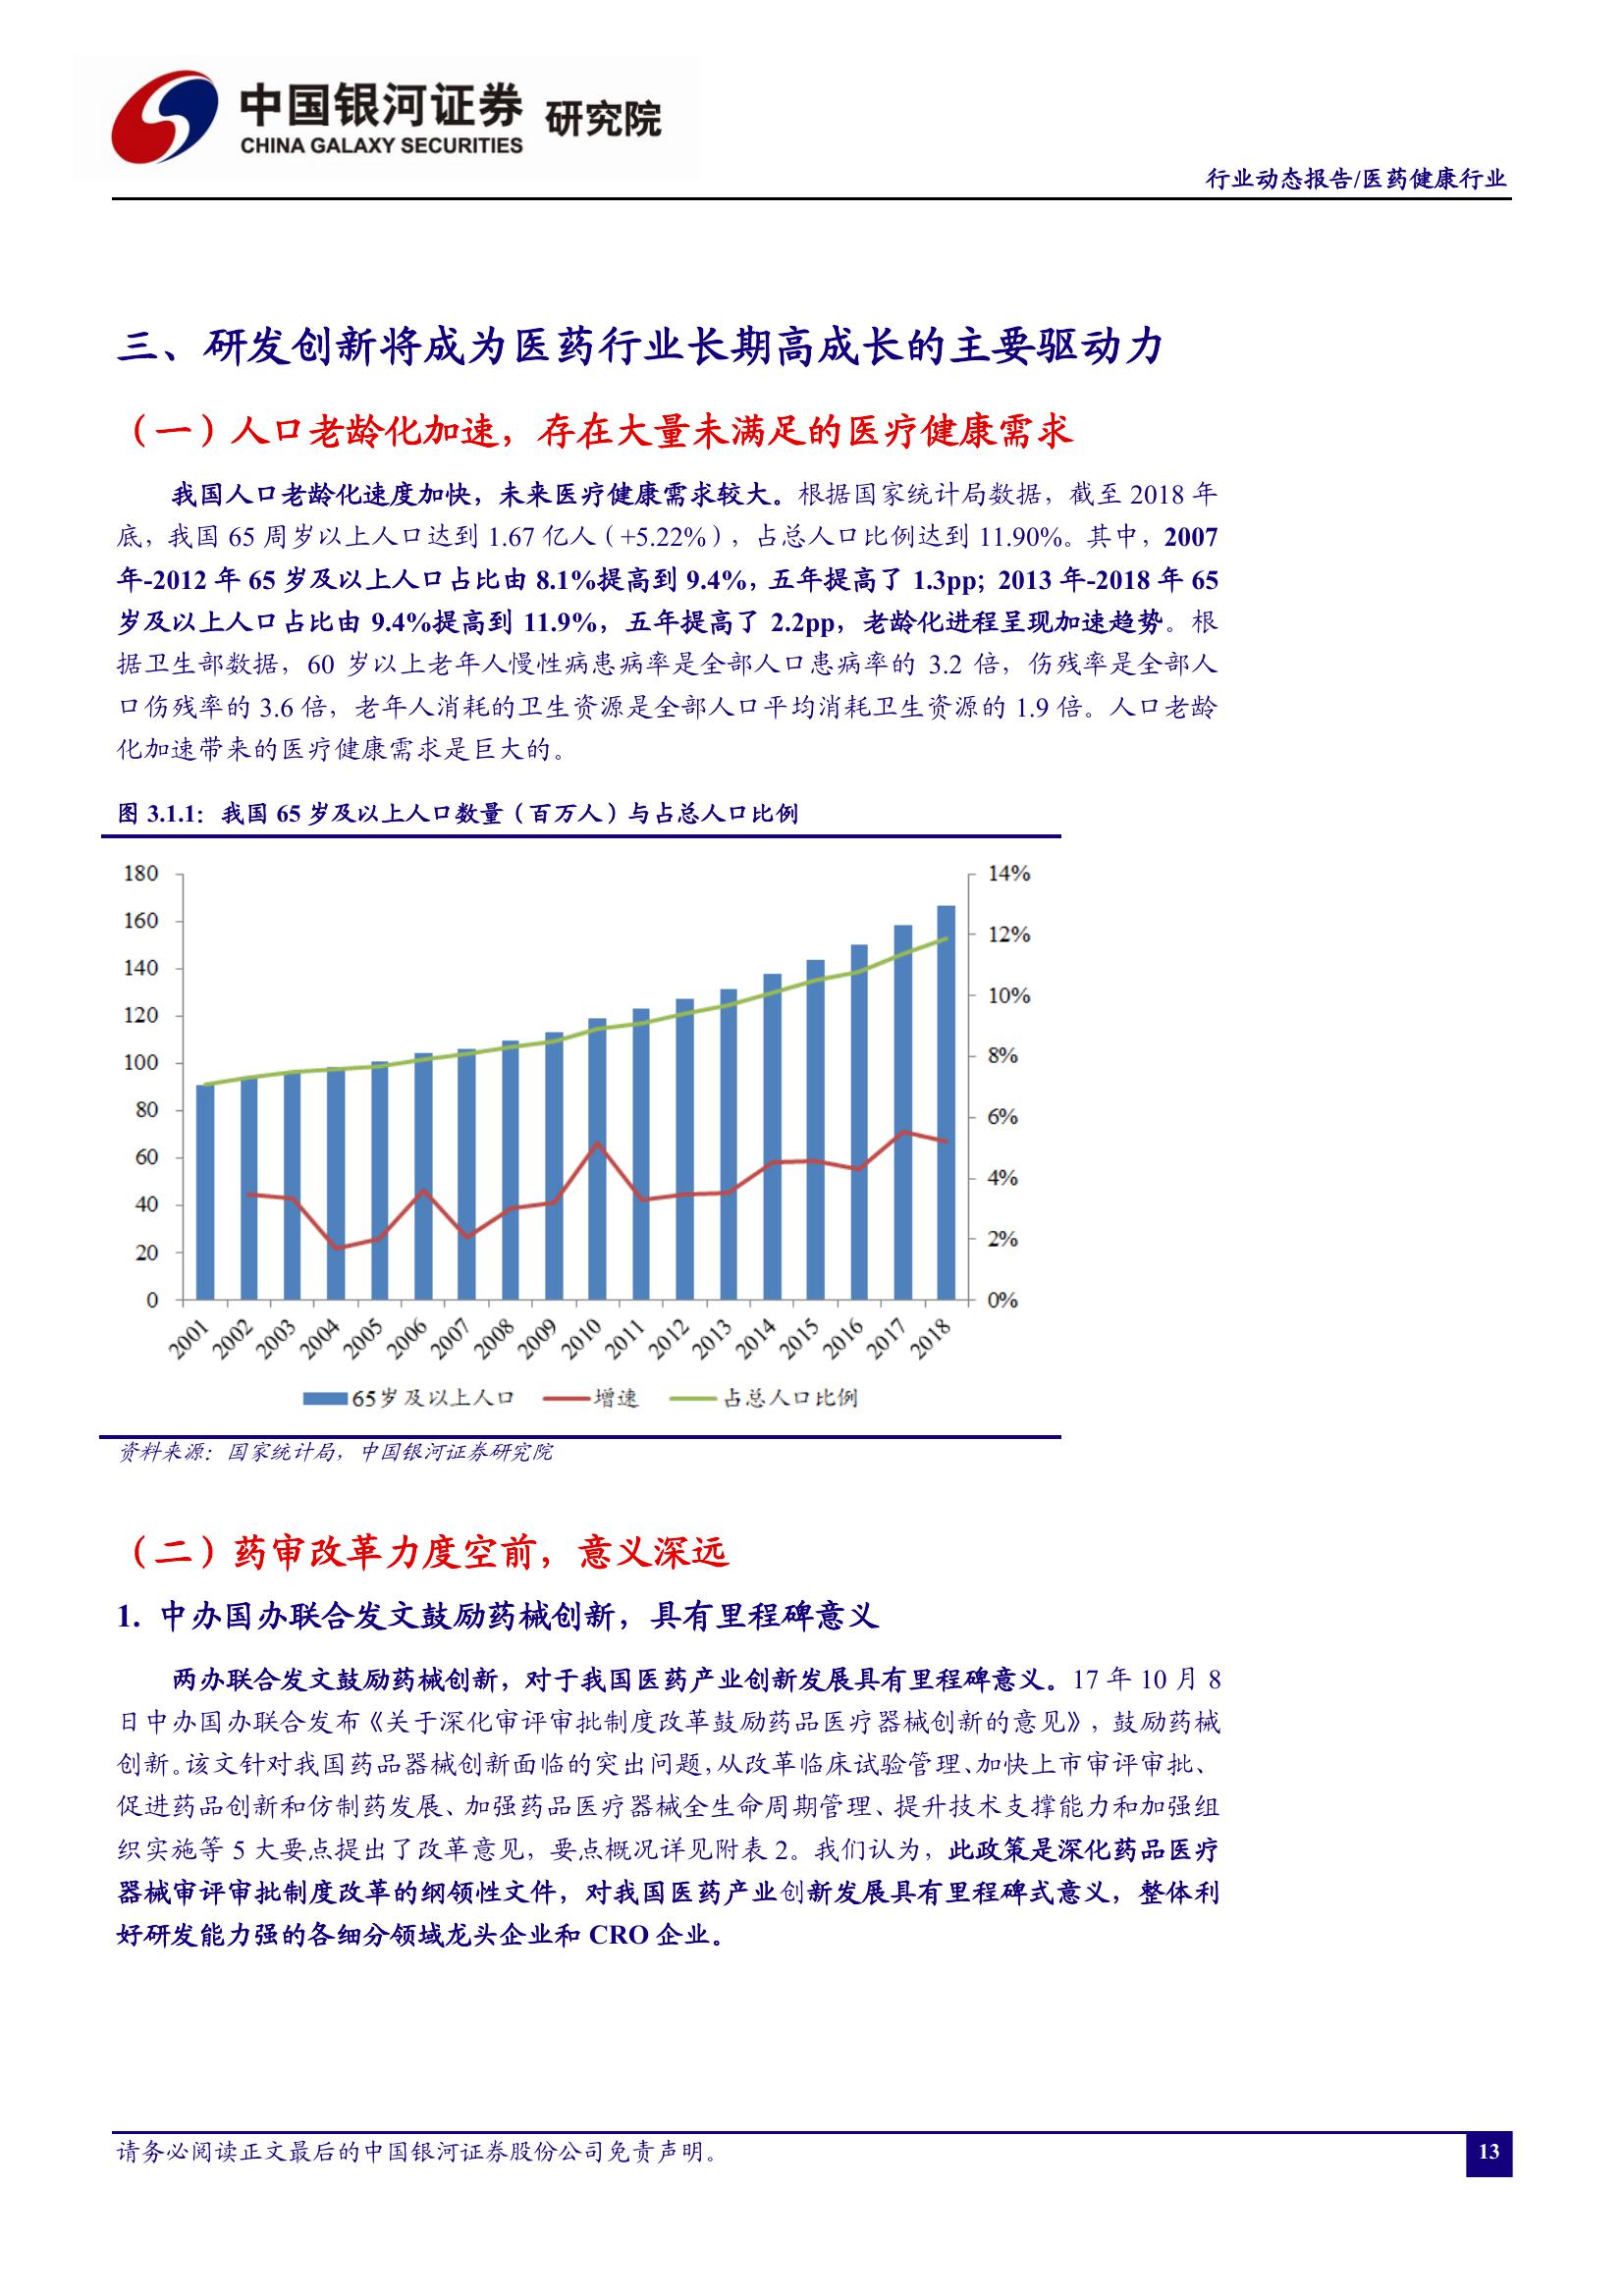 中国银河证券 研究院
CHINA GALAXY SECURITIES
行业动态报告/医药健康行业
三、研发创新将成为医药行业长期高成长的主要驱动力
（一）人口老龄化加速，存在大量未满足的医疗健康需求
我国人口老龄化速度加快，未来医疗健康需求较大。根据国家统计局数据，截至 2018 年
底，我国 65 周岁以上人口达到 1.67 亿人（+5.22%），占总人口比例达到 11.90%。其中，2007
年-2012 年 65 岁及以上人口占比由 8.1%提高到 9.4%，五年提高了 1.3pp；2013 年-2018 年 65
岁及以上人口占比由 9.4%提高到 11.9%，五年提高了 2.2pp，老龄化进程呈现加速趋势。根
据卫生部数据，60 岁以上老年人慢性病患病率是全部人口患病率的 3.2 倍，伤残率是全部人
口伤残率的 3.6 倍，老年人消耗的卫生资源是全部人口平均消耗卫生资源的 1.9 倍。人口老龄
化加速带来的医疗健康需求是巨大的。
图 3.1.1：我国 65 岁及以上人口数量（百万人）与占总人口比例
180 14%
160 12%
140 10%
120 8%
100 6%
80 4%
60 2%
40 0%
20
0
2001 2002 2003 2004 2005 2006 2007 2008 2009 2010 2011 2012 2013 2014 2015 2016 2017 2018
65岁及以上人口 增速 占总人口比例
资料来源：国家统计局，中国银河证券研究院
（二）药审改革力度空前，意义深远
1. 中办国办联合发文鼓励药械创新，具有里程碑意义
两办联合发文鼓励药械创新，对于我国医药产业创新发展具有里程碑意义。17 年 10 月 8
日中办国办联合发布《关于深化审评审批制度改革鼓励药品医疗器械创新的意见》，鼓励药械
创新。该文针对我国药品器械创新面临的突出问题，从改革临床试验管理、加快上市审评审批、
促进药品创新和仿制药发展、加强药品医疗器械全生命周期管理、提升技术支撑能力和加强组
织实施等 5 大要点提出了改革意见，要点概况详见附表 2。我们认为，此政策是深化药品医疗
器械审评审批制度改革的纲领性文件，对我国医药产业创新发展具有里程碑式意义，整体利
好研发能力强的各细分领域龙头企业和 CRO 企业。
请务必阅读正文最后的中国银河证券股份公司免责声明。
13